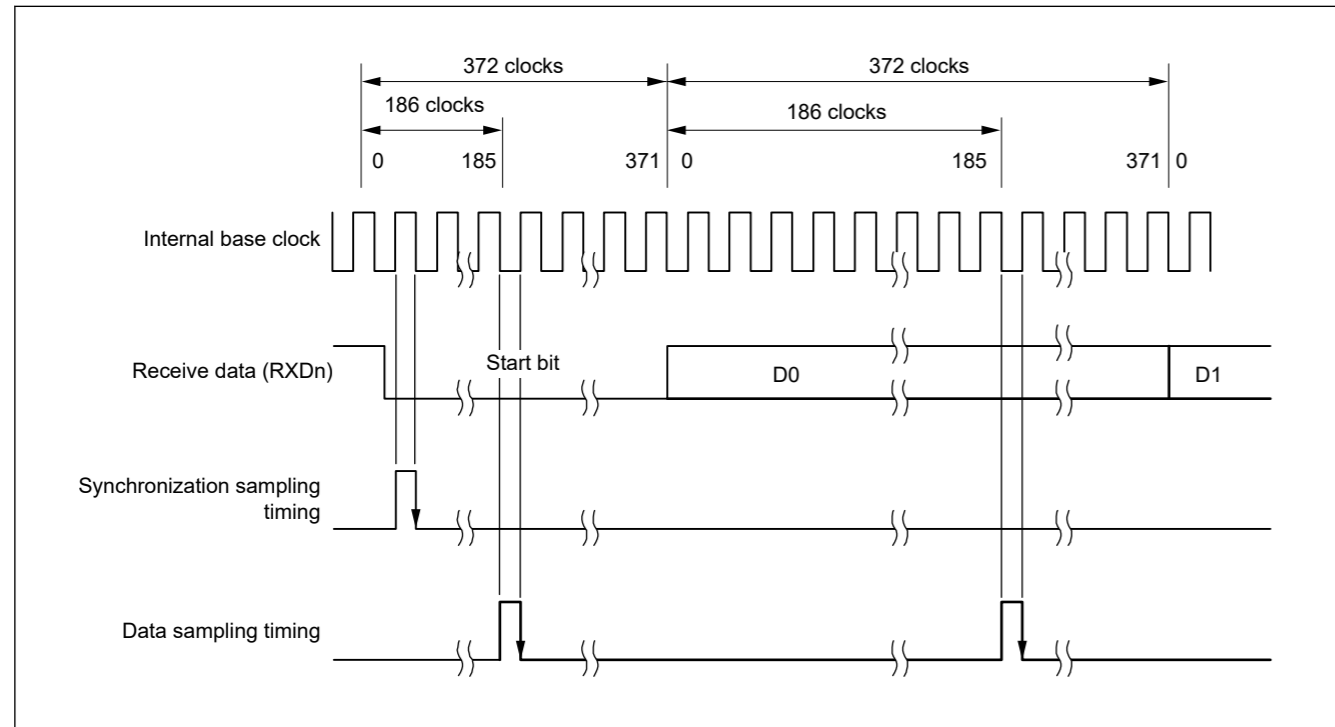 372 clocks
372 clocks
186 clocks
186 clocks
0
185
371
0
185
371
0
Internal base clock
Receive data (RXDn)
Start bit
D0
D1
Synchronization sampling
timing
Data sampling timing